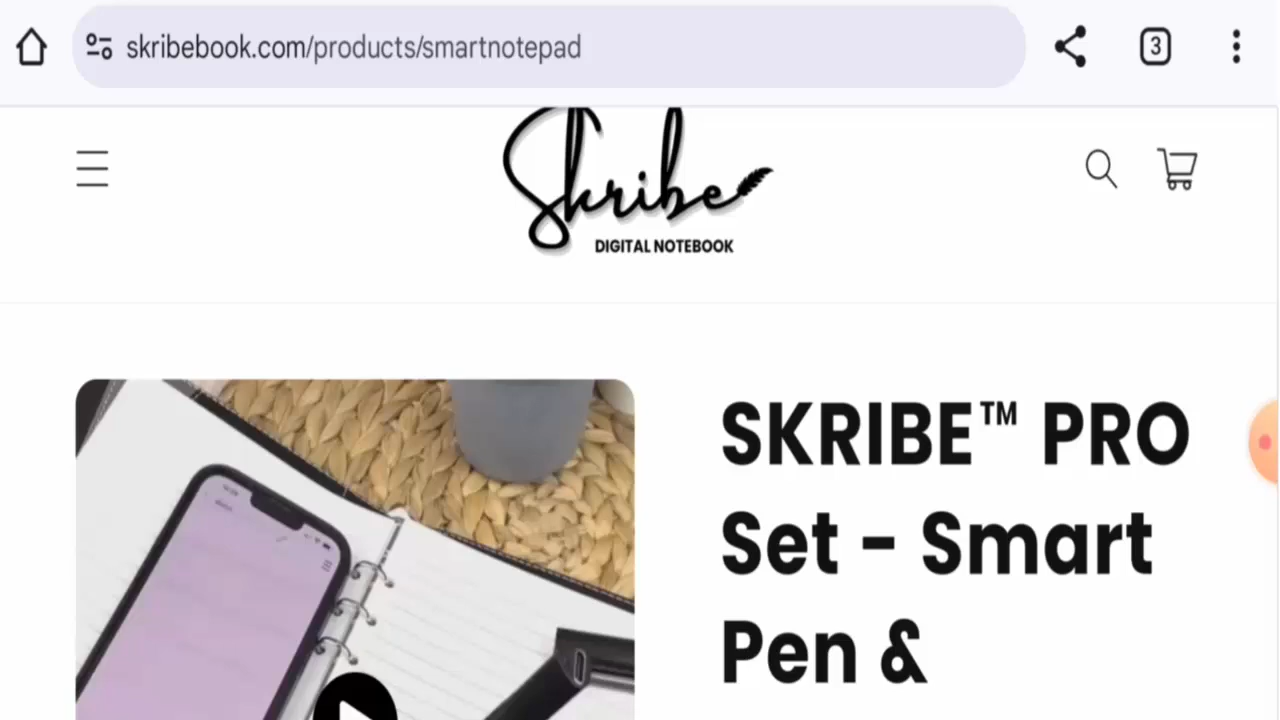 skribebook.com/products/smartnotepad
3
Skribe
DIGITAL NOTEBOOK
SKRIBE™ PRO
Set - Smart
Pen &